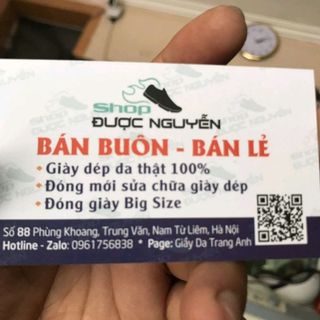 Shop
ĐƯỢC NGUYỄN
BÁN BUÔN - BÁN LẺ
• Giày dép da thật 100%
• Đóng mới sửa chữa giày dép
• Đóng giày Big Size
Số 88 Phùng Khoang, Trung Văn, Nam Từ Liêm, Hà Nội
Hotline - Zalo: 0961756838 * Page: Giầy Da Trang Anh